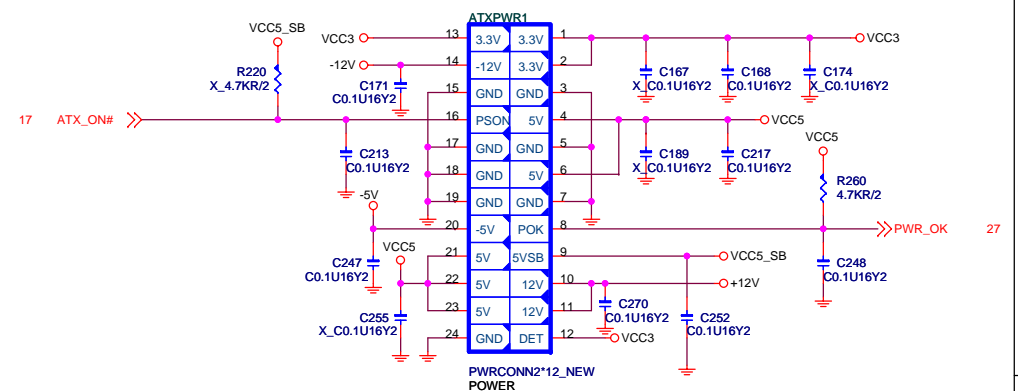 ATXPWR1
VCC5_SB
VCC3
13
3.3V
3.3V
1
VCC3
-12V
14
-12V
3.3V
2
R220
X_4.7KR/2
C171
C0.1U16Y2
C167
X_C0.1U16Y2
C168
C0.1U16Y2
C174
X_C0.1U16Y2
15
GND
GND
3
17
ATX_ON#
16
PSON
5V
4
VCC5
17
GND
GND
5
VCC5
C213
C0.1U16Y2
C189
X_C0.1U16Y2
C217
C0.1U16Y2
18
GND
5V
6
R260
4.7KR/2
-5V
19
GND
GND
7
20
-5V
POK
8
PWR_OK
27
VCC5
21
5V
5VSB
9
VCC5_SB
C247
C0.1U16Y2
C248
C0.1U16Y2
22
5V
12V
10
+12V
23
5V
12V
11
C255
X_C0.1U16Y2
C270
C0.1U16Y2
C252
C0.1U16Y2
24
GND
DET
12
VCC3
PWRCONN2*12_NEW
POWER